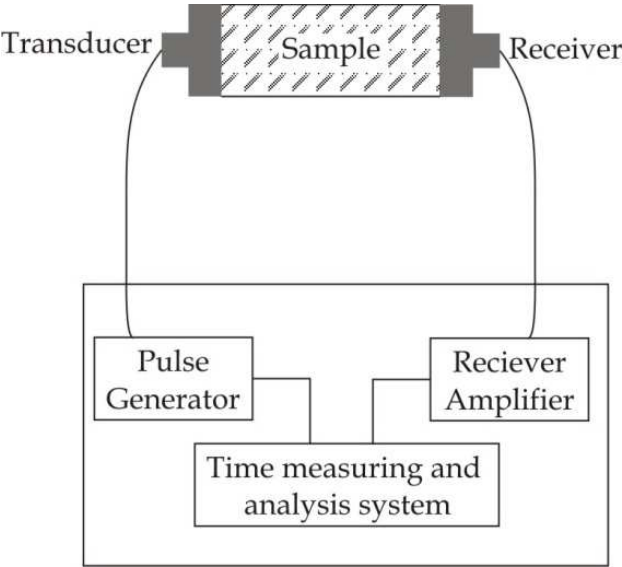 Transducer
Sample
Receiver
Pulse
Generator
Reciever
Amplifier
Time measuring and
analysis system